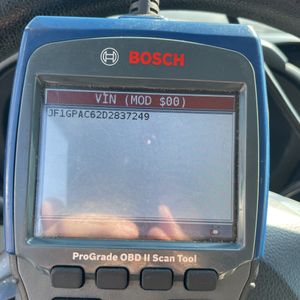 BOSCH
VIN (MOD $00)
JF1GPAC62D2837249
ProGrade OBD II Scan Tool